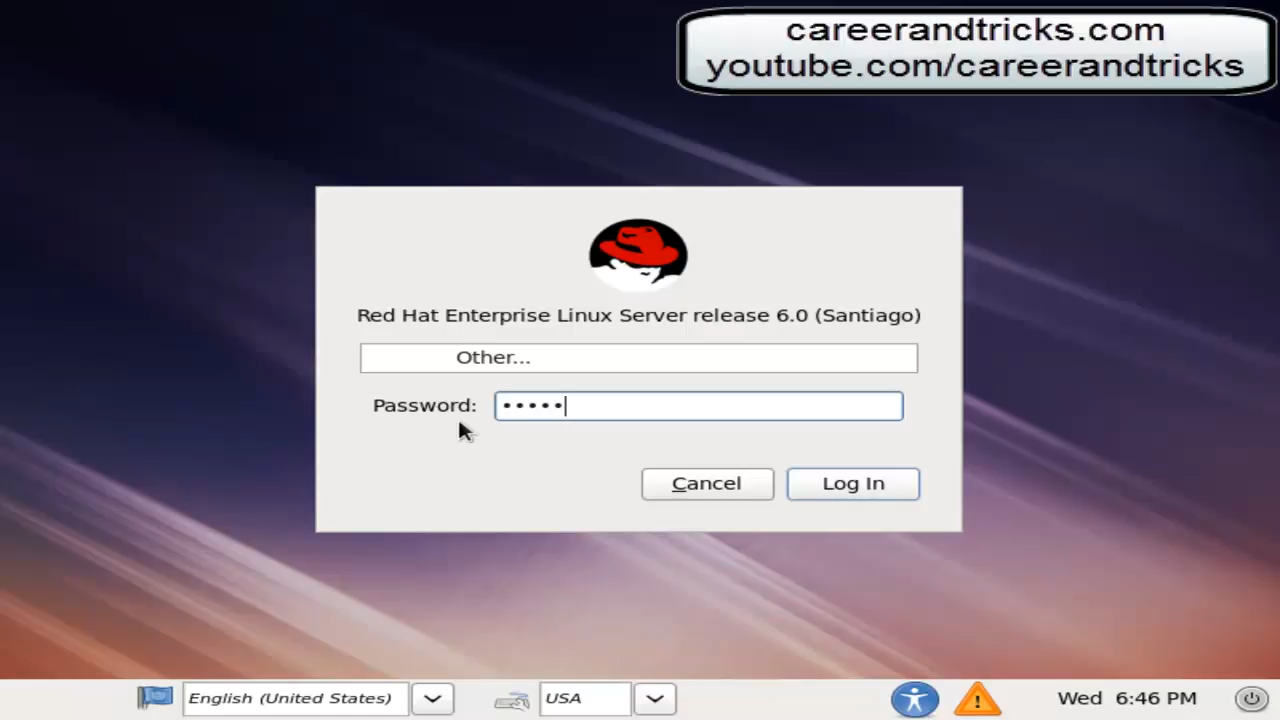 careerandtricks.com
youtube.com/careerandtricks
Red Hat Enterprise Linux Server release 6.0 (Santiago)
Other...
Password: •••••
Cancel Log In
English (United States) USA Wed 6:46 PM